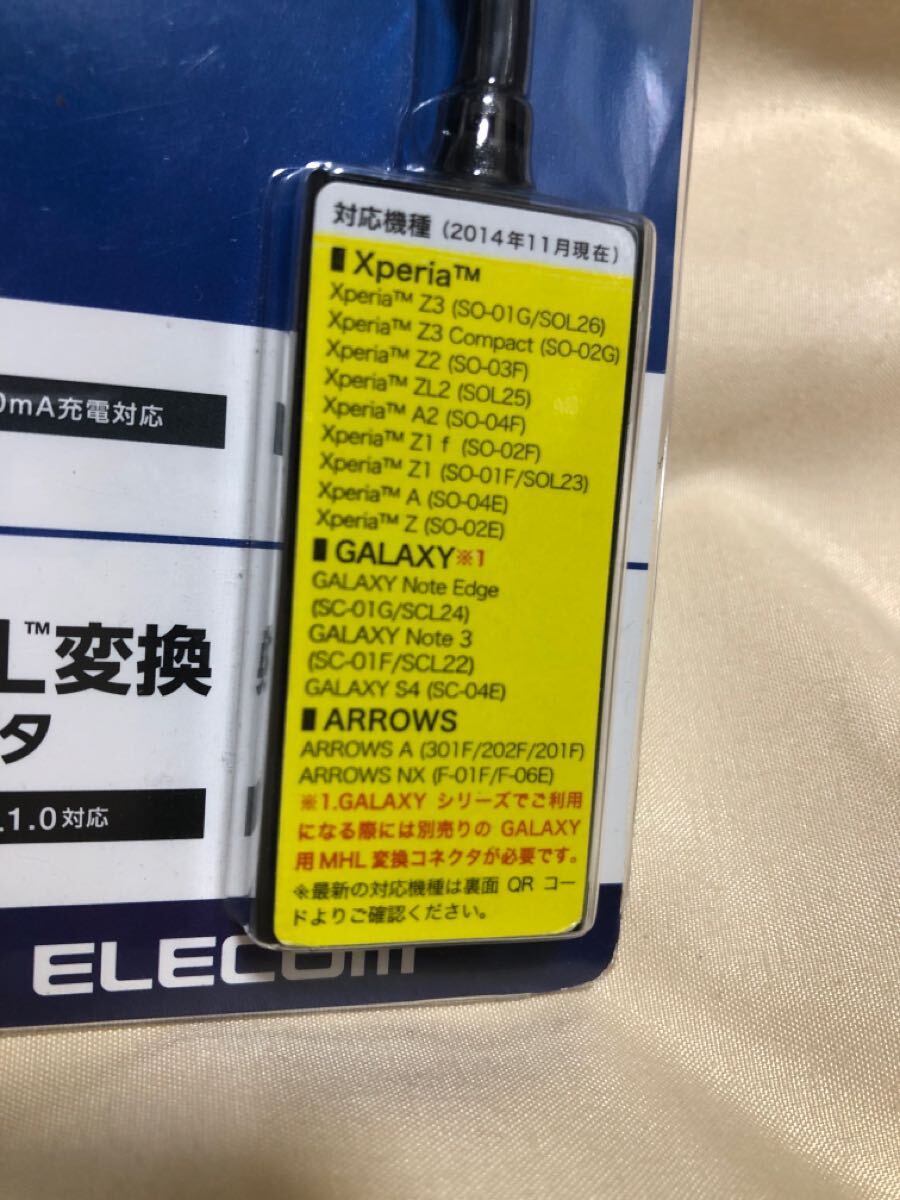 対応機種（2014年11月現在）
▮Xperia™
Xperia™ Z3 (SO-01G/SOL26)
Xperia™ Z3 Compact (SO-02G)
Xperia™ Z2 (SO-03F)
Xperia™ ZL2 (SOL25)
Xperia™ A2 (SO-04F)
Xperia™ Z1 f (SO-02F)
Xperia™ Z1 (SO-01F/SOL23)
Xperia™ A (SO-04E)
Xperia™ Z (SO-02E)
▮GALAXY※1
GALAXY Note Edge
(SC-01G/SCL24)
GALAXY Note 3
(SC-01F/SCL22)
GALAXY S4 (SC-04E)
▮ARROWS
ARROWS A (301F/202F/201F)
ARROWS NX (F-01F/F-06E)
※1.GALAXY シリーズでご利用
になる際には別売りの GALAXY
用 MHL 変換コネクタが必要です。
※最新の対応機種は裏面 QR コー
ドよりご確認ください。
0mA充電対応
L™変換
タ
.1.0対応
ELECOM